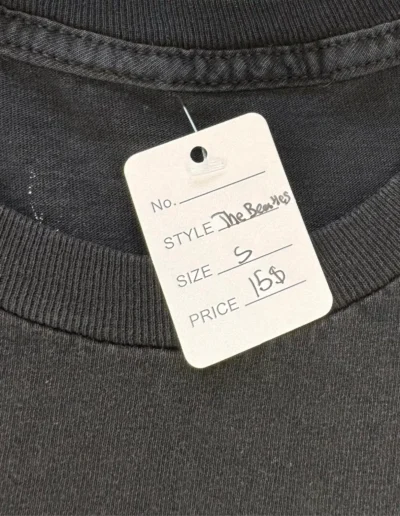 No.
STYLE The Beatles
SIZE S
PRICE 15$